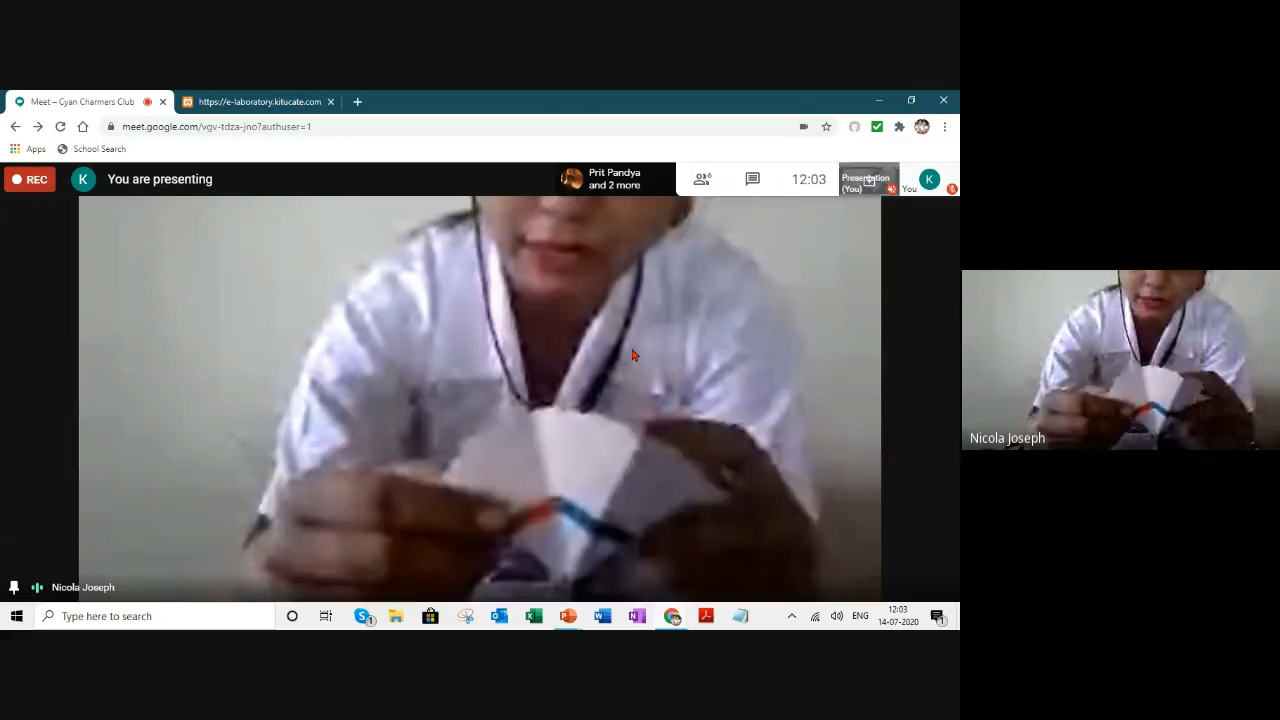 Meet – Cyan Charmers Club
https://e-laboratory.kitucate.com
meet.google.com/vgv-tdza-jno?authuser=1
Apps
School Search
REC
K
You are presenting
Prit Pandya
and 2 more
6
12:03
Presentation
(You)
You
K
Nicola Joseph
Nicola Joseph
Type here to search
ENG
12:03
14-07-2020